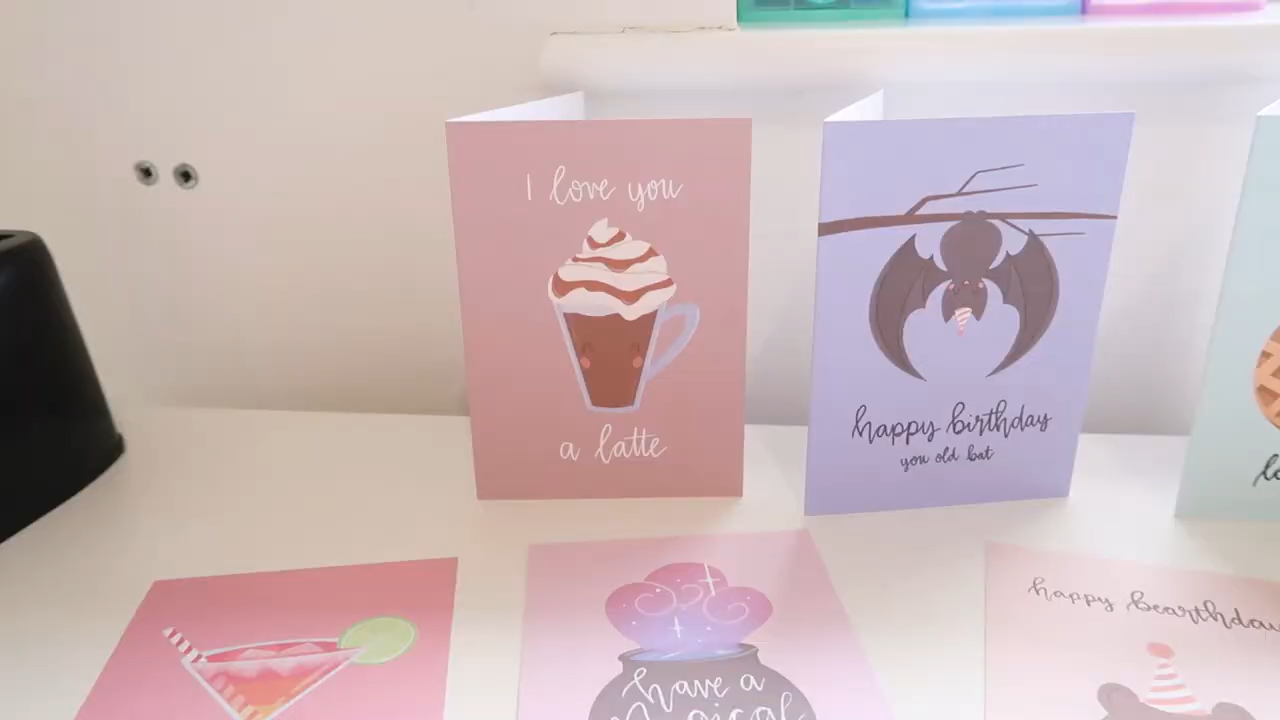 I love you
a latte
happy birthday
you old bat
happy bearthday
have a